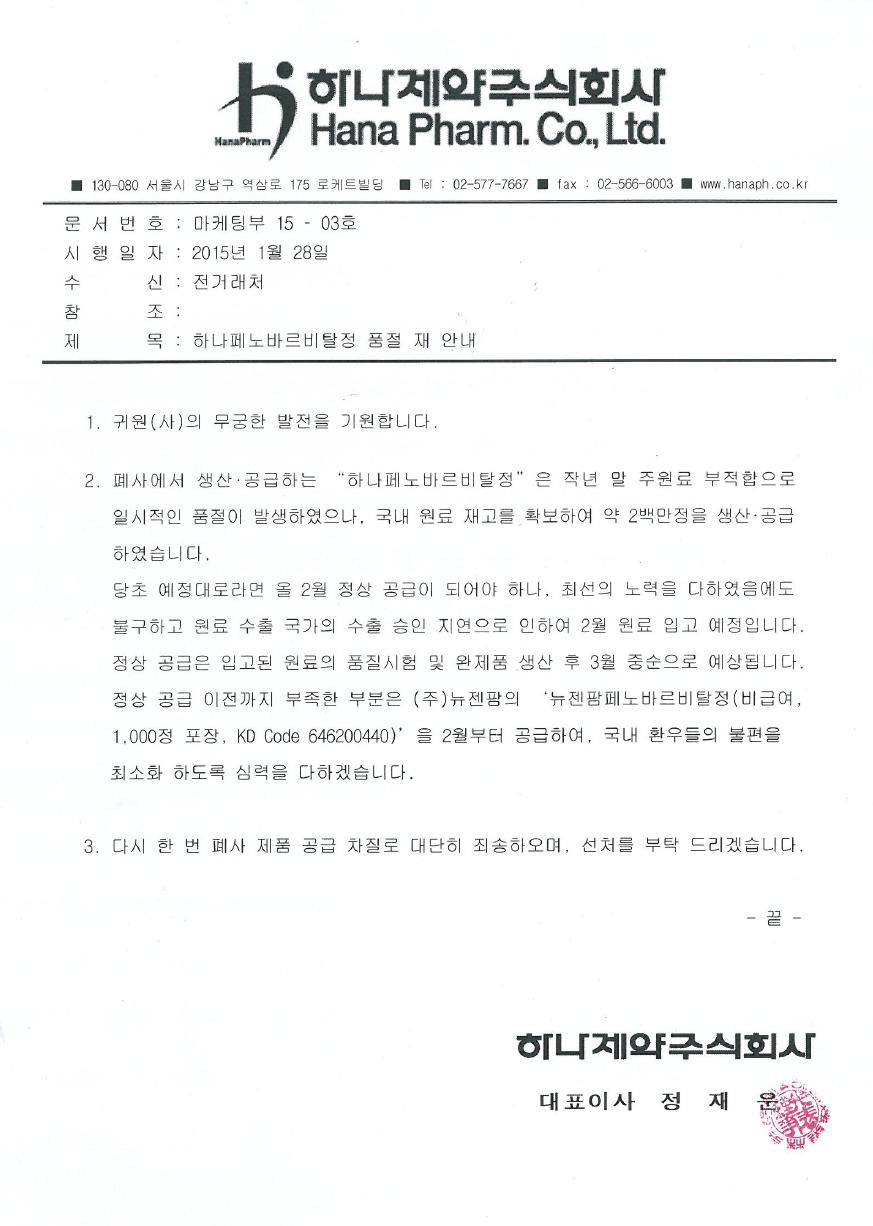 하나제약주식회사
HanaPharm
Hana Pharm. Co., Ltd.
■ 130-080 서울시 강남구 역삼로 175 로케트빌딩 ■ Tel : 02-577-7667 ■ fax : 02-566-6003 ■ www.hanaph.co.kr
문 서 번 호 : 마케팅부 15 - 03호
시 행 일 자 : 2015년 1월 28일
수 신 : 전거래처
참 조 :
제 목 : 하나페노바르비탈정 품절 재 안내
1. 귀원(사)의 무궁한 발전을 기원합니다.
2. 폐사에서 생산·공급하는 “하나페노바르비탈정” 은 작년 말 주원료 부적합으로
일시적인 품절이 발생하였으나, 국내 원료 재고를 확보하여 약 2백만정을 생산·공급
하였습니다.
당초 예정대로라면 올 2월 정상 공급이 되어야 하나, 최선의 노력을 다하였음에도
불구하고 원료 수출 국가의 수출 승인 지연으로 인하여 2월 원료 입고 예정입니다.
정상 공급은 입고된 원료의 품질시험 및 완제품 생산 후 3월 중순으로 예상됩니다.
정상 공급 이전까지 부족한 부분은 (주)뉴젠팜의 ‘뉴젠팜페노바르비탈정(비급여,
1,000정 포장, KD Code 646200440)’ 을 2월부터 공급하여, 국내 환우들의 불편을
최소화 하도록 심력을 다하겠습니다.
3. 다시 한 번 폐사 제품 공급 차질로 대단히 죄송하오며, 선처를 부탁 드리겠습니다.
- 끝 -
하나제약주식회사
대표이사 정 재 운